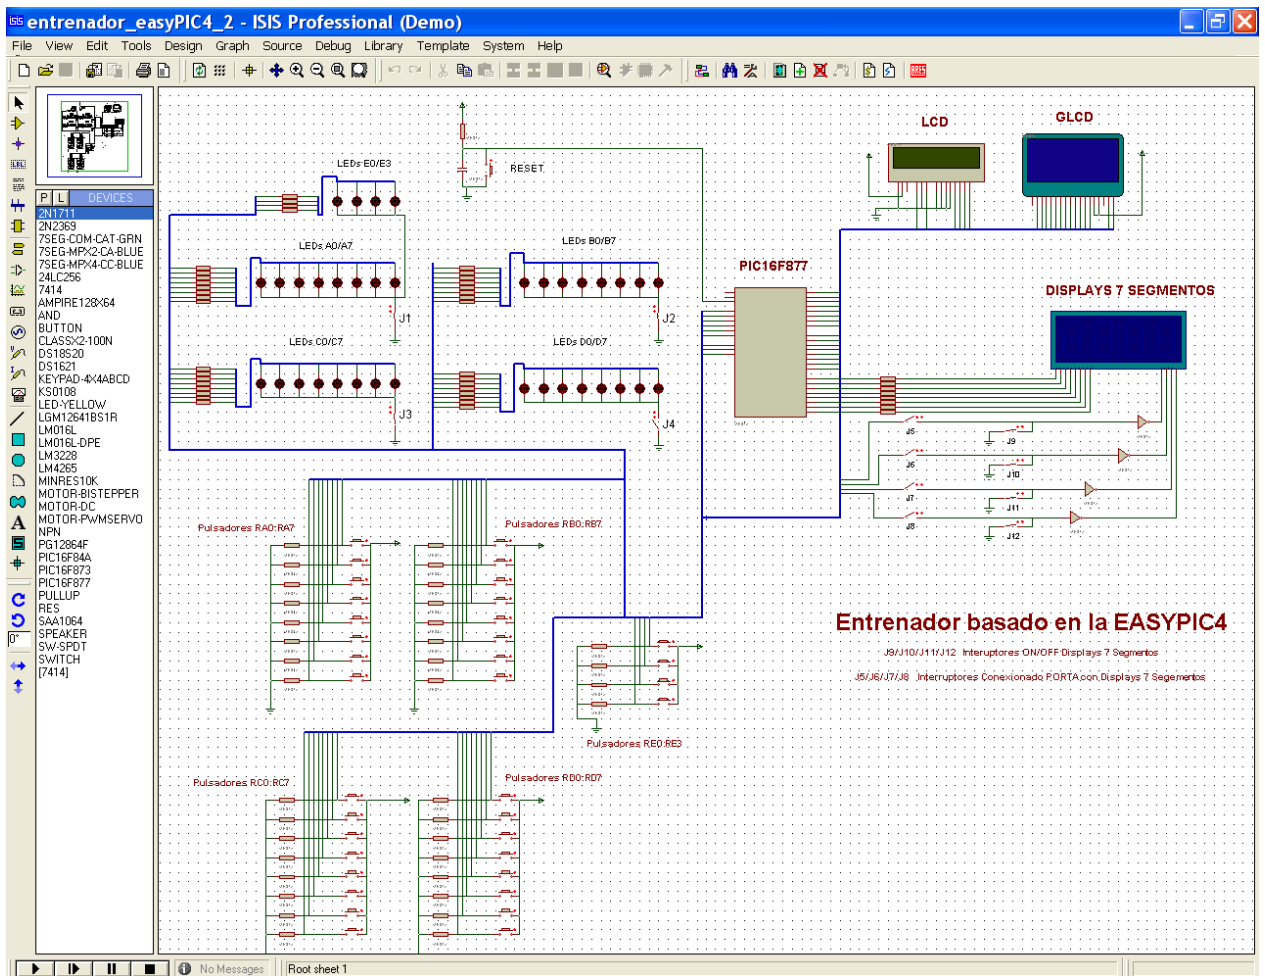 entrenador_easyPIC4_2 - ISIS Professional (Demo)
File View Edit Tools Design Graph Source Debug Library Template System Help
P L DEVICES
2N1711
2N2369
7SEG-COM-CAT-GRN
7SEG-MPX2-CA-BLUE
7SEG-MPX4-CC-BLUE
24LC256
7414
AMPIRE128X64
AND
BUTTON
CLASSX2-100N
DS18S20
DS1621
KEYPAD-4X4ABCD
KS0108
LED-YELLOW
LGM12641BS1R
LM016L
LM016L-DPE
LM3228
LM4265
MINRES10K
MOTOR-BISTEPPER
MOTOR-DC
MOTOR-PWMSERVO
NPN
PG12864F
PIC16F84A
PIC16F873
PIC16F877
PULLUP
RES
SAA1064
SPEAKER
SW-SPDT
SWITCH
[7414]
0°
LCD
GLCD
LEDs E0/E3
RESET
LEDs A0/A7
LEDs B0/B7
PIC16F877
DISPLAYS 7 SEGMENTOS
J1
J2
LEDs C0/C7
LEDs D0/D7
J3
J4
J5
J9
J6
J10
J7
J11
J8
J12
Pulsadores RA0:RA7
Pulsadores RB0:RB7
Entrenador basado en la EASYPIC4
J9/J10/J11/J12 Interuptores ON/OFF Displays 7 Segmentos
J5/J6/J7/J8 Interuptores Conexionado PORTA con Displays 7 Segementos
Pulsadores RE0:RE3
Pulsadores RC0:RC7
Pulsadores RD0:RD7
No Messages
Root sheet 1